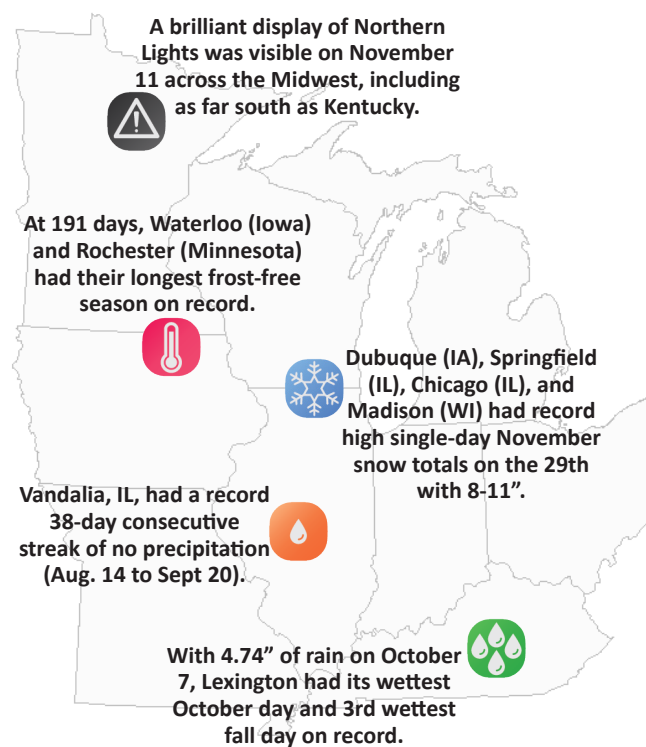 A brilliant display of Northern
Lights was visible on November
11 across the Midwest, including
as far south as Kentucky.
At 191 days, Waterloo (Iowa)
and Rochester (Minnesota)
had their longest frost-free
season on record.
Dubuque (IA), Springfield
(IL), Chicago (IL), and
Madison (WI) had record
high single-day November
snow totals on the 29th
with 8-11”.
Vandalia, IL, had a record
38-day consecutive
streak of no precipitation
(Aug. 14 to Sept 20).
With 4.74” of rain on October
7, Lexington had its wettest
October day and 3rd wettest
fall day on record.